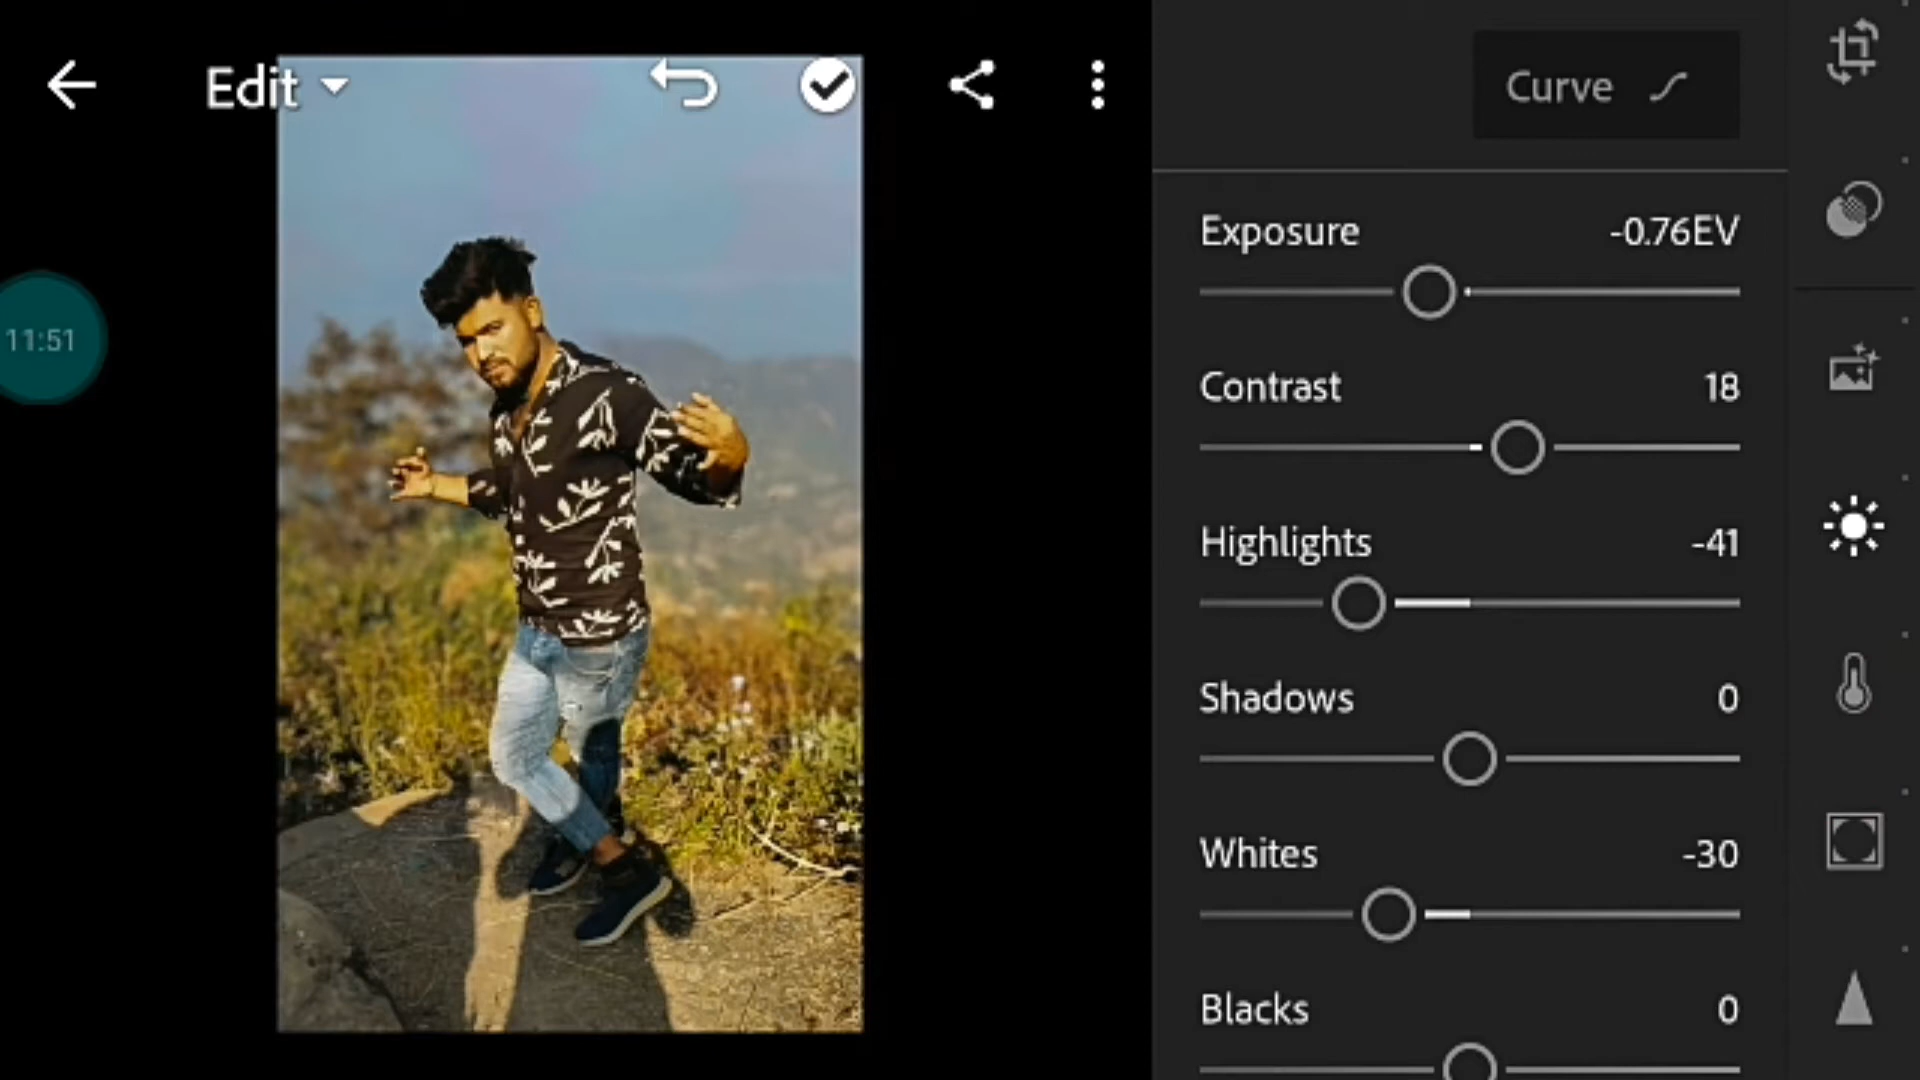 Edit
Curve
11:51
Exposure -0.76EV
Contrast 18
Highlights -41
Shadows 0
Whites -30
Blacks 0